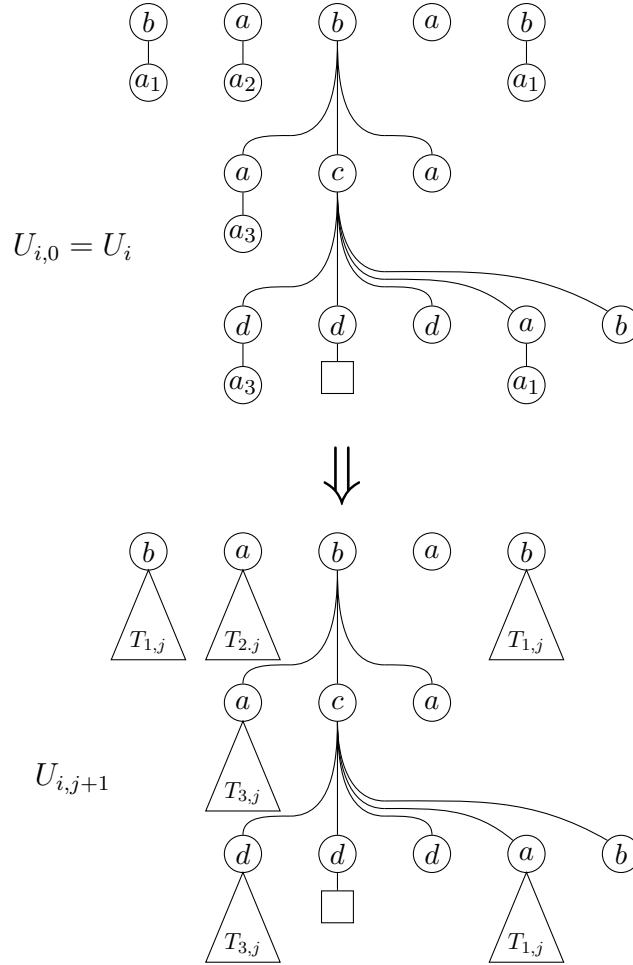 b a b a b
a₁ a₂ a₁
a c a
a₃
U_{i,0} = U_i
d d d a b
a₃ a₁
⇓
b a b a b
T_{1,j} T_{2.j} T_{1,j}
a c a
T_{3,j}
U_{i,j+1}
d d d a b
T_{3,j} T_{1,j}